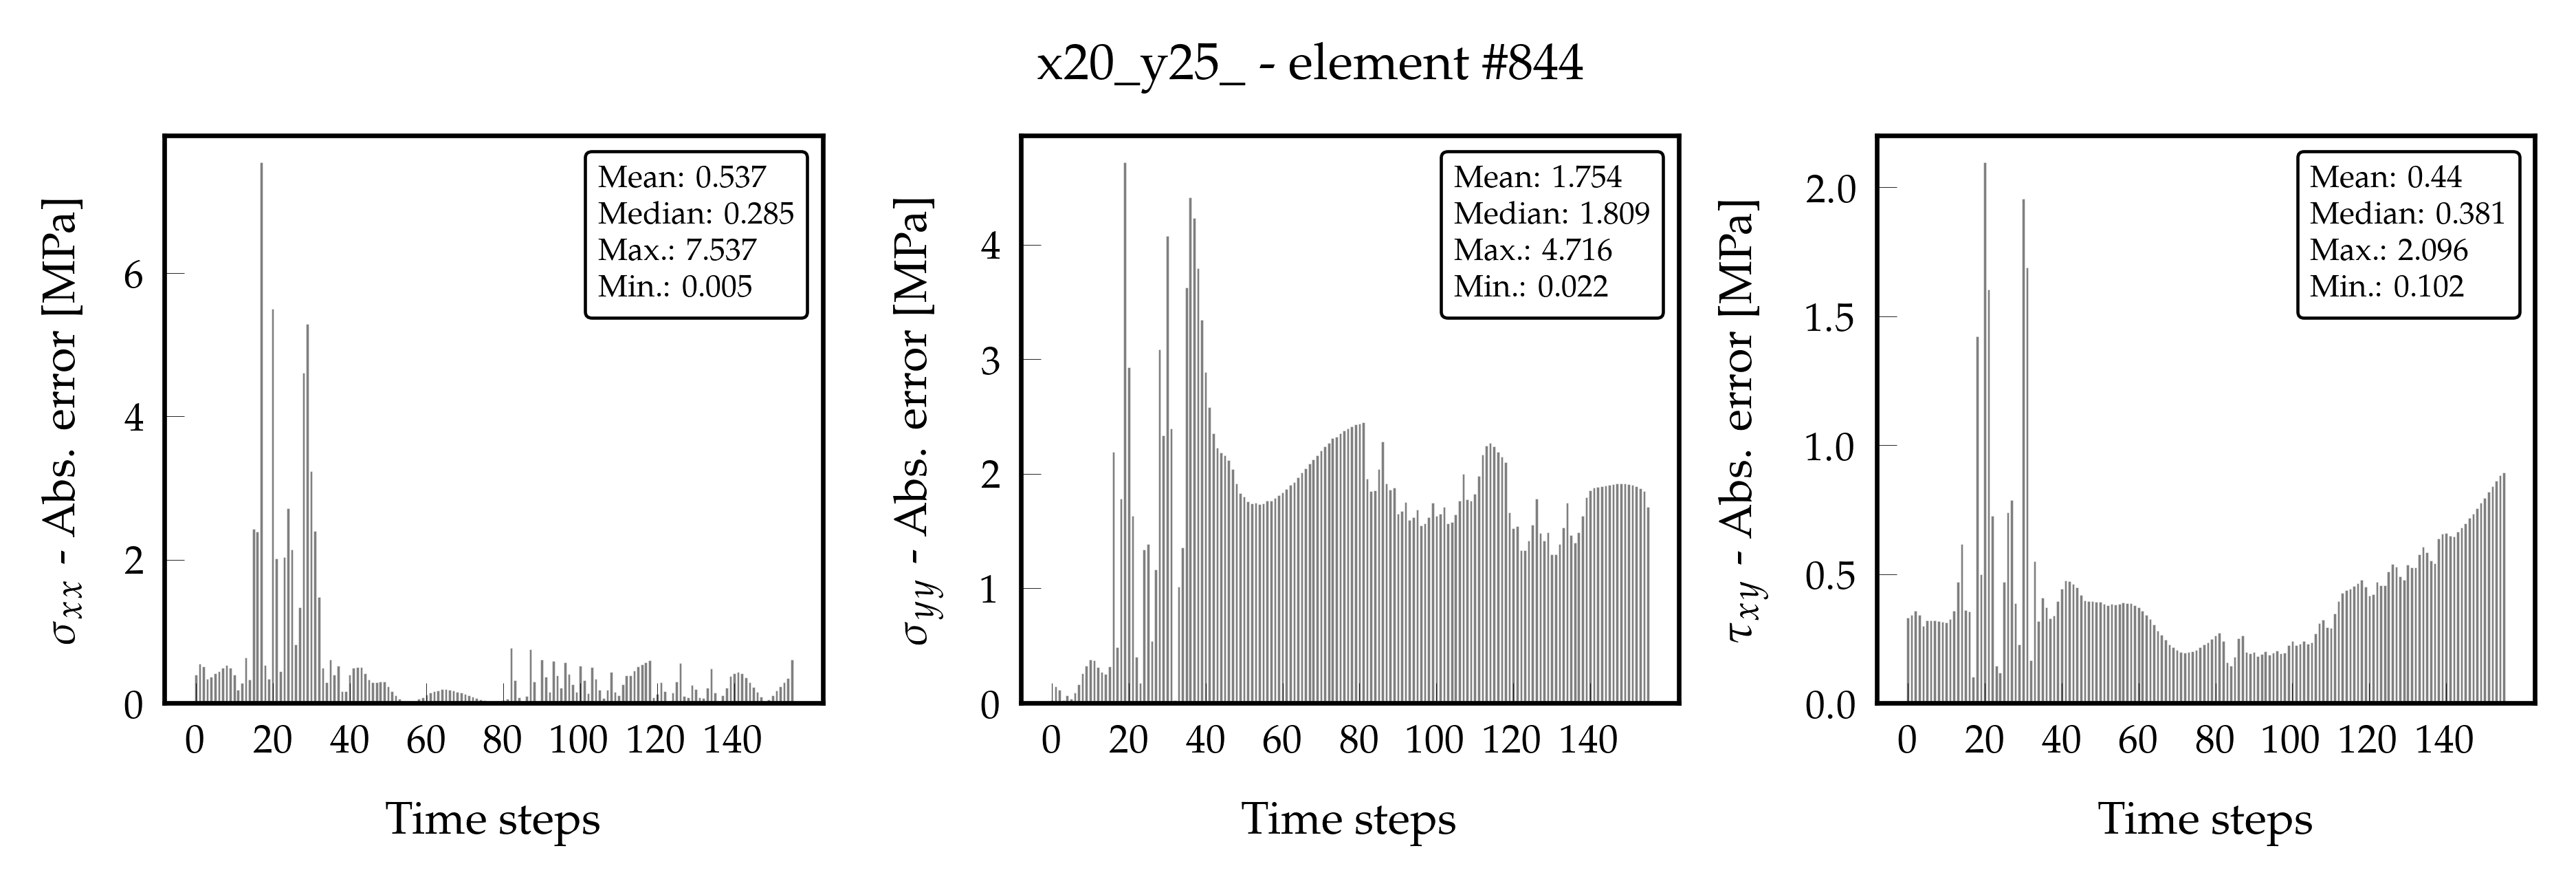 x20_y25_ - element #844
σxx - Abs. error [MPa]
6
4
2
0
0 20 40 60 80 100 120 140
Time steps
Mean: 0.537
Median: 0.285
Max.: 7.537
Min.: 0.005
σyy - Abs. error [MPa]
4
3
2
1
0
0 20 40 60 80 100 120 140
Time steps
Mean: 1.754
Median: 1.809
Max.: 4.716
Min.: 0.022
τxy - Abs. error [MPa]
2.0
1.5
1.0
0.5
0.0
0 20 40 60 80 100 120 140
Time steps
Mean: 0.44
Median: 0.381
Max.: 2.096
Min.: 0.102